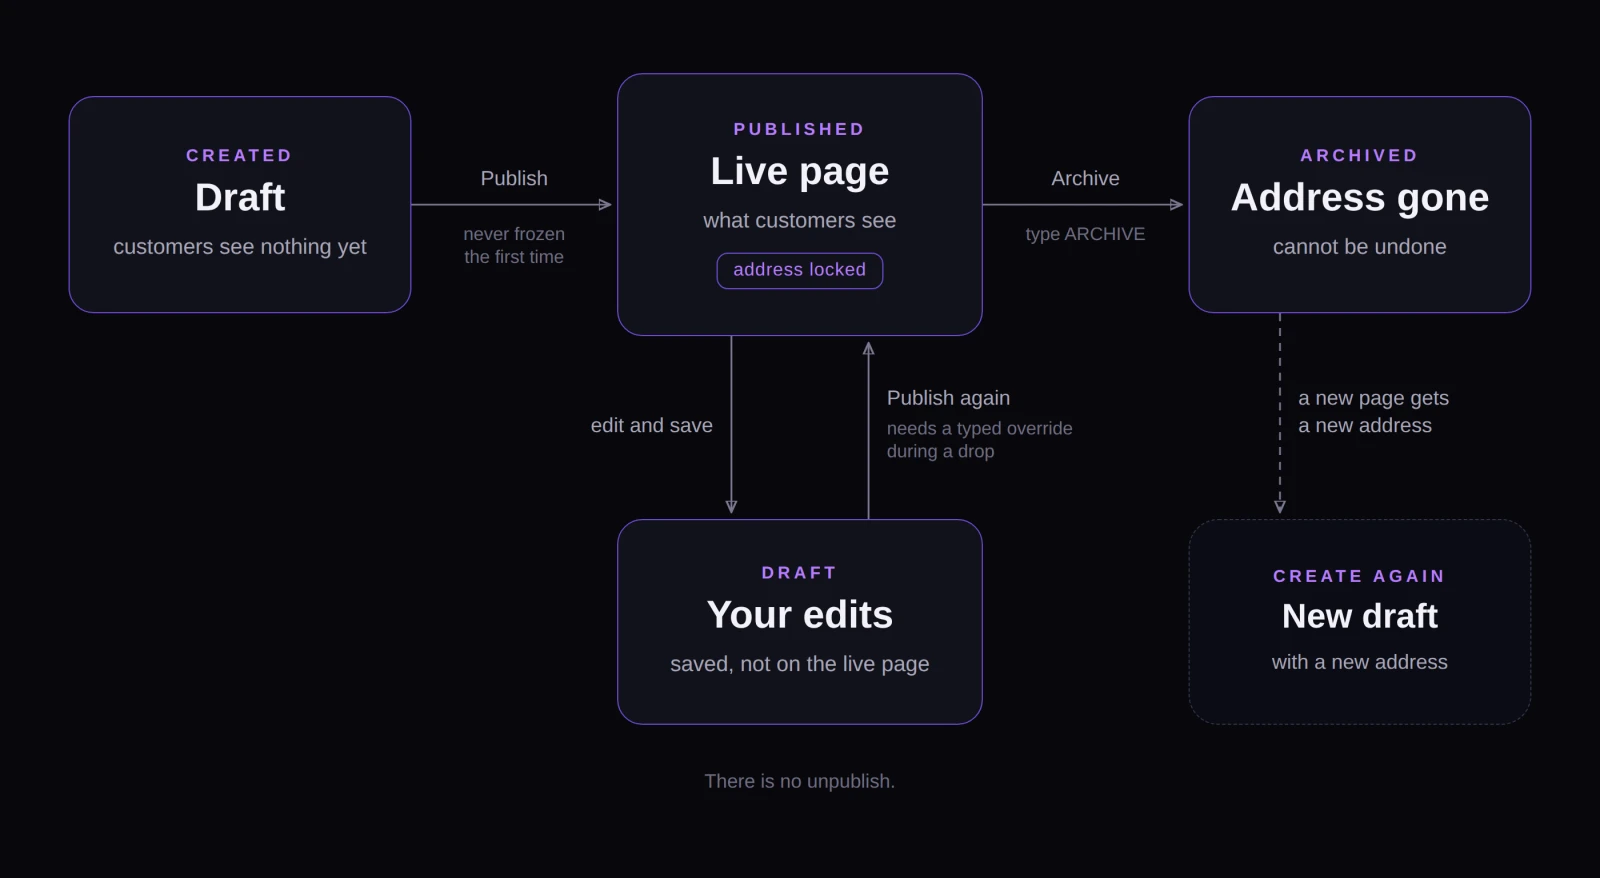 CREATED
Draft
customers see nothing yet
Publish
never frozen
the first time
PUBLISHED
Live page
what customers see
address locked
Archive
type ARCHIVE
ARCHIVED
Address gone
cannot be undone
edit and save
Publish again
needs a typed override
during a drop
a new page gets
a new address
DRAFT
Your edits
saved, not on the live page
CREATE AGAIN
New draft
with a new address
There is no unpublish.